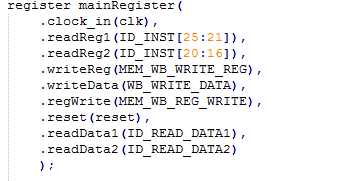 register mainRegister(
.clock_in(clk),
.readReg1(ID_INST[25:21]),
.readReg2(ID_INST[20:16]),
.writeReg(MEM_WB_WRITE_REG),
.writeData(WB_WRITE_DATA),
.regWrite(MEM_WB_REG_WRITE),
.reset(reset),
.readData1(ID_READ_DATA1),
.readData2(ID_READ_DATA2)
);